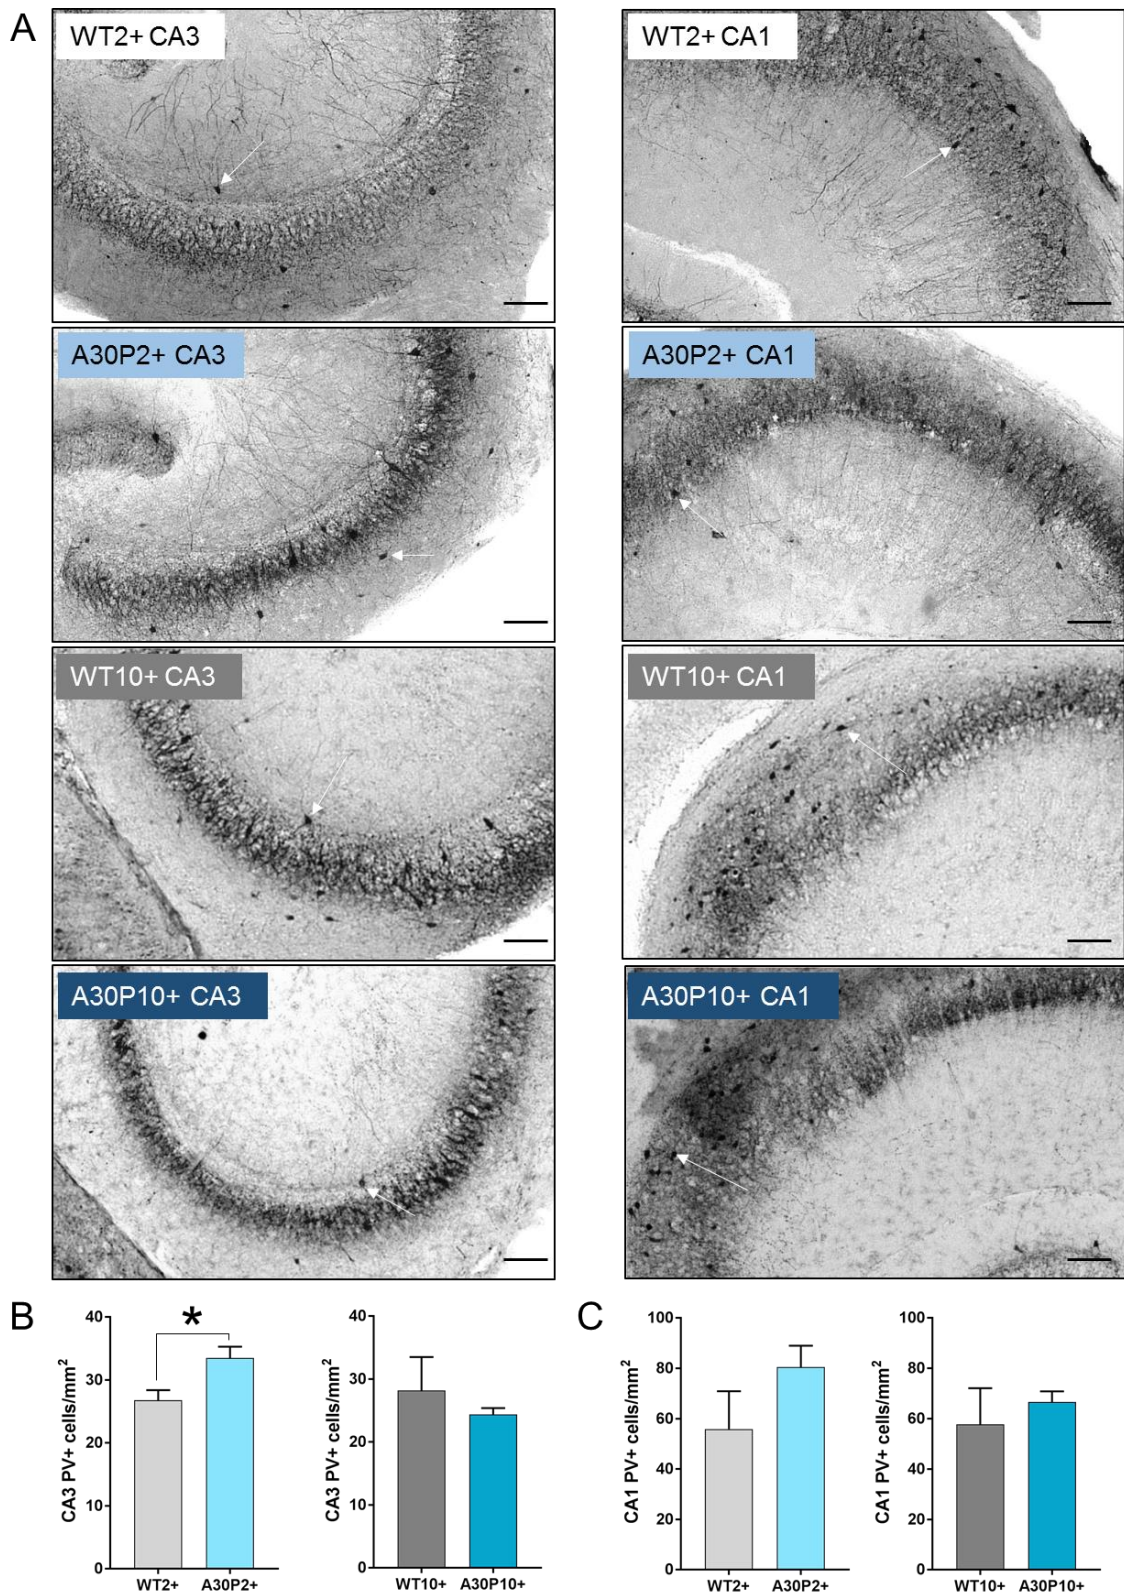 A
WT2+ CA3
WT2+ CA1
A30P2+ CA3
A30P2+ CA1
WT10+ CA3
WT10+ CA1
A30P10+ CA3
A30P10+ CA1
B
CA3 PV+ cells/mm²
40
30
20
10
0
*
WT2+
A30P2+
CA3 PV+ cells/mm²
40
30
20
10
0
WT10+
A30P10+
C
CA1 PV+ cells/mm²
100
80
60
40
20
0
WT2+
A30P2+
CA1 PV+ cells/mm²
100
80
60
40
20
0
WT10+
A30P10+